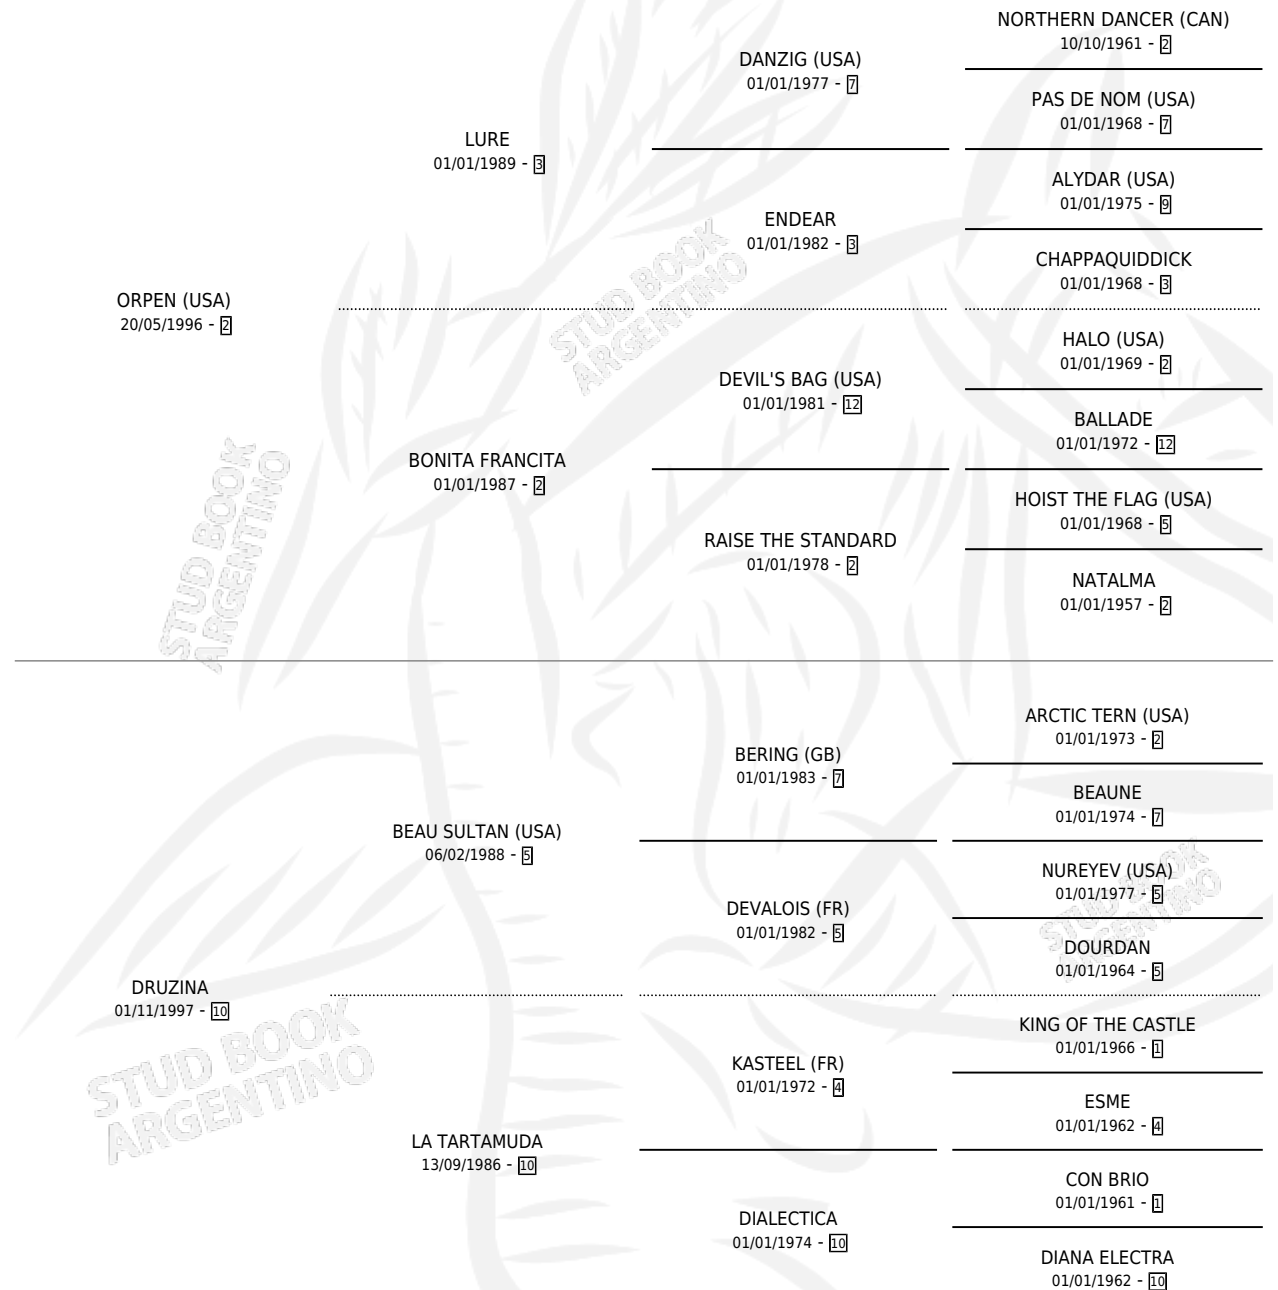 NORTHERN DANCER (CAN)
10/10/1961 - 2
DANZIG (USA)
01/01/1977 - 7
PAS DE NOM (USA)
01/01/1968 - 7
LURE
01/01/1989 - 3
ALYDAR (USA)
01/01/1975 - 9
ENDEAR
01/01/1982 - 3
CHAPPAQUIDDICK
01/01/1968 - 3
ORPEN (USA)
20/05/1996 - 2
STUD BOOK
ARGENTINO
HALO (USA)
01/01/1969 - 2
DEVIL'S BAG (USA)
01/01/1981 - 12
BALLADE
01/01/1972 - 12
BONITA FRANCITA
01/01/1987 - 2
HOIST THE FLAG (USA)
01/01/1968 - 5
RAISE THE STANDARD
01/01/1978 - 2
NATALMA
01/01/1957 - 2
STUD BOOK
ARGENTINO
ARCTIC TERN (USA)
01/01/1973 - 2
BERING (GB)
01/01/1983 - 7
BEAUNE
01/01/1974 - 7
BEAU SULTAN (USA)
06/02/1988 - 5
NUREYEV (USA)
01/01/1977 - 5
DEVALOIS (FR)
01/01/1982 - 5
DOURDAN
01/01/1964 - 5
STUD BOOK
ARGENTINO
DRUZINA
01/11/1997 - 10
KING OF THE CASTLE
01/01/1966 - 1
KASTEEL (FR)
01/01/1972 - 4
ESME
01/01/1962 - 4
STUD BOOK
ARGENTINO
LA TARTAMUDA
13/09/1986 - 10
CON BRIO
01/01/1961 - 1
DIALECTICA
01/01/1974 - 10
DIANA ELECTRA
01/01/1962 - 10